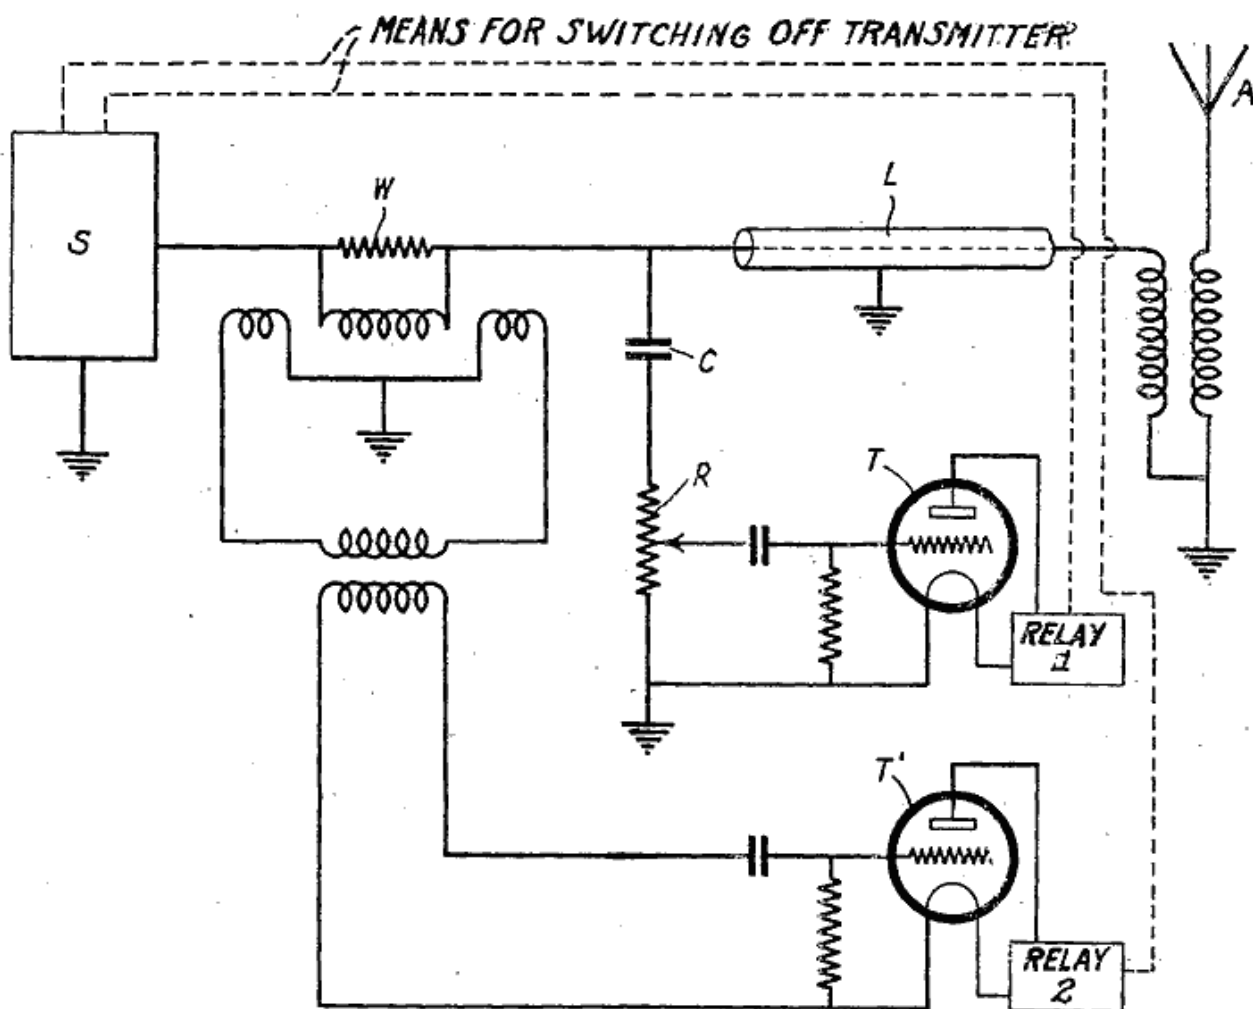 MEANS FOR SWITCHING OFF TRANSMITTER
A
S
W
L
C
R
T
RELAY
1
T'
RELAY
2